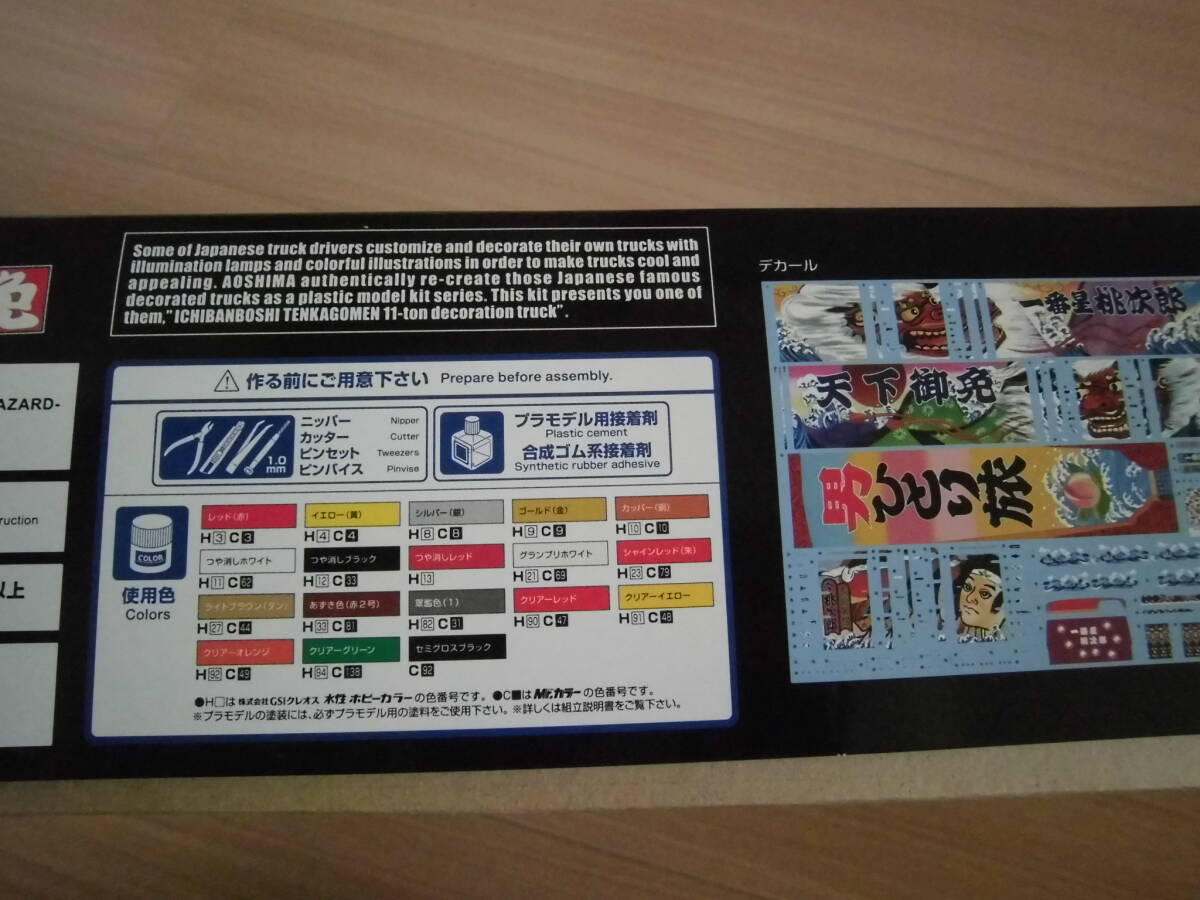 Some of Japanese truck drivers customize and decorate their own trucks with
illumination lamps and colorful illustrations in order to make trucks cool and
appealing. AOSHIMA authentically re-create those Japanese famous
decorated trucks as a plastic model kit series. This kit presents you one of
them,"ICHIBANBOSHI TENKAGOMEN 11-ton decoration truck".
AZARD-
ruction
以上
作る前にご用意下さい Prepare before assembly.
1.0
mm
ニッパー Nipper
カッター Cutter
ピンセット Tweezers
ピンバイス Pinvise
プラモデル用接着剤
Plastic cement
合成ゴム系接着剤
Synthetic rubber adhesive
COLOR
使用色
Colors
レッド(赤) イエロー(黄) シルバー(銀) ゴールド(金) カッパー(銅)
H3 C3 H4 C4 H8 C8 H9 C9 H10 C10
つや消しホワイト つや消しブラック つや消しレッド グランプリホワイト シャインレッド(朱)
H11 C62 H12 C33 H13 H21 C69 H23 C79
ライトブラウン(タン) あずき色(赤2号) 軍艦色(1) クリアーレッド クリアーイエロー
H27 C44 H33 C81 H82 C31 H90 C47 H91 C48
クリアーオレンジ クリアーグリーン セミグロスブラック
H92 C49 H94 C138 C92
●H□は株式会社GSIクレオス 水性ホビーカラーの色番号です。●C■はMr.カラーの色番号です。
※プラモデルの塗装には、必ずプラモデル用の塗料をご使用下さい。※詳しくは組立説明書をご覧下さい。
デカール
一番星桃次郎
天下御免
男ひとり旅
一番星
桃次郎